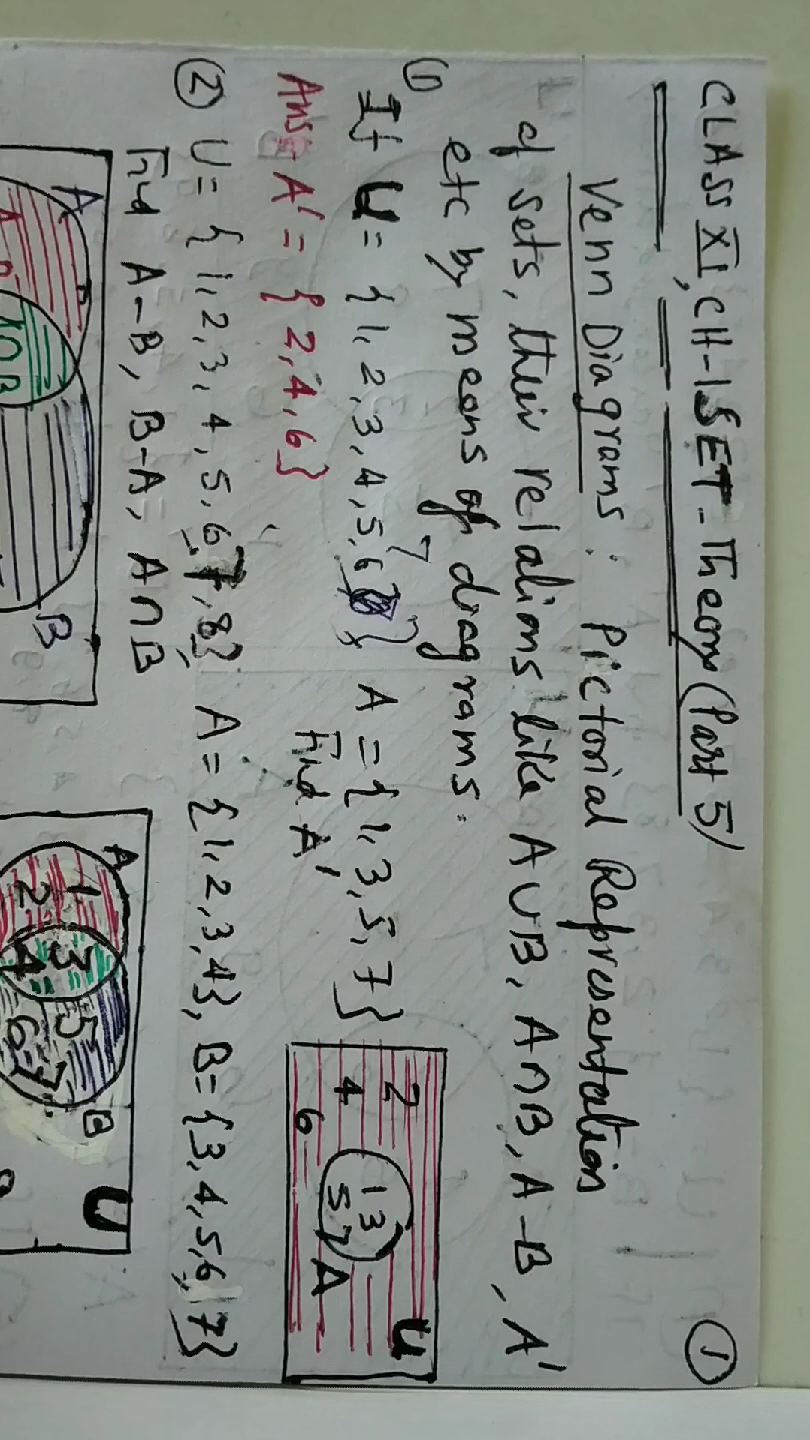 CLASS XI, CH-1 SET-Theory (Part 5)
①
Venn Diagrams : Pictorial Representation
of sets, their relations like A∪B, A∩B, A-B, A'
etc by means of diagrams.
① If U = {1, 2, 3, 4, 5, 6, 7} A = {1, 3, 5, 7}
Find A'
Ans:- A' = {2, 4, 6}
2
4
6
1 3
5 7
A
U
② U = {1, 2, 3, 4, 5, 6, 7, 8} A = {1, 2, 3, 4}, B = {3, 4, 5, 6, 7}
Find A-B, B-A, A∩B
A
A∩B
B
A
1
2
3
4
5
6
7
B
U